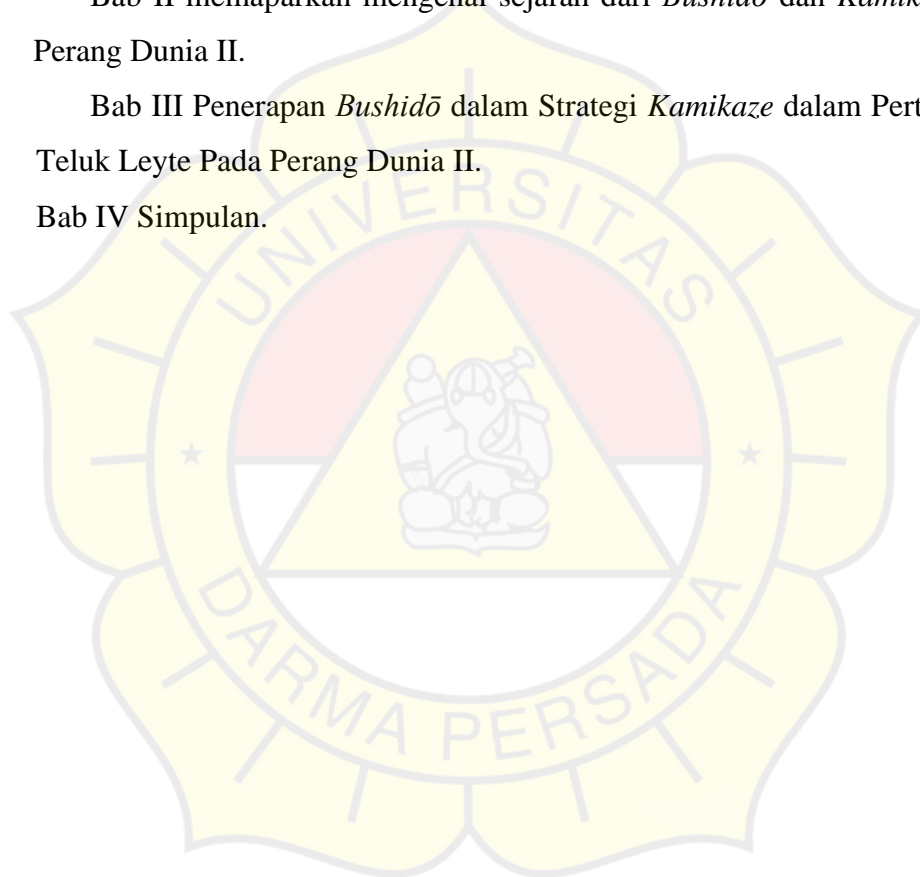 Bab II memaparkan mengenai sejarah dari Bushidō dan
Perang Dunia II.
Bab III Penerapan Bushidō dalam Strategi Kamikaze dalam
Teluk Leyte Pada Perang Dunia II.
Bab IV Simpulan.
UNIVERSITAS
DARMA PERSADA